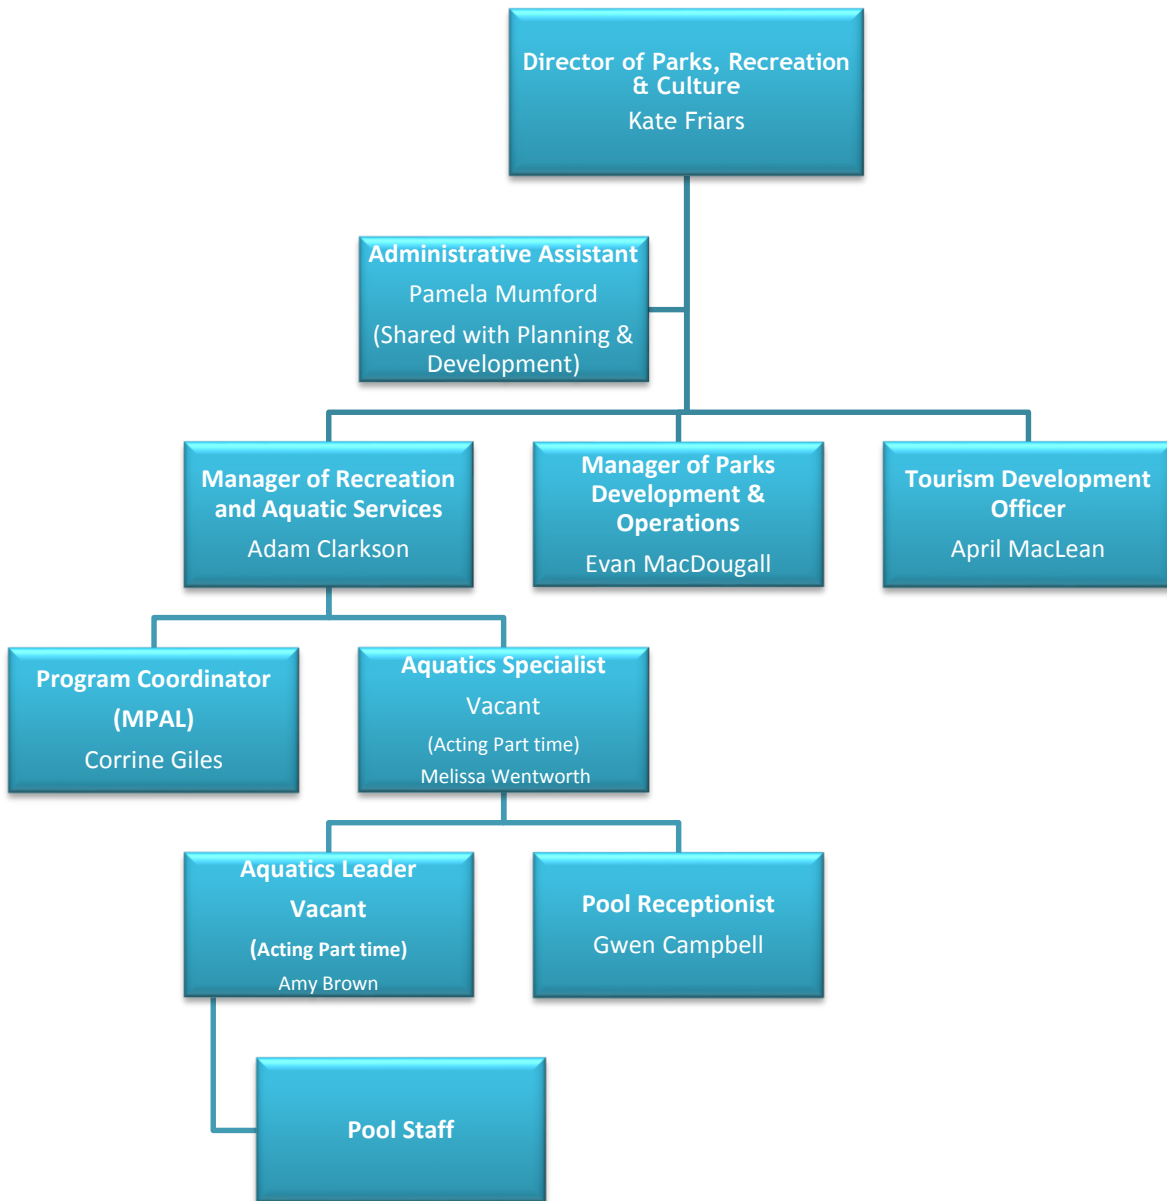 Director of Parks, Recreation
& Culture
Kate Friars
Administrative Assistant
Pamela Mumford
(Shared with Planning &
Development)
Manager of Recreation
and Aquatic Services
Adam Clarkson
Manager of Parks
Development &
Operations
Evan MacDougall
Tourism Development
Officer
April MacLean
Program Coordinator
(MPAL)
Corrine Giles
Aquatics Specialist
Vacant
(Acting Part time)
Melissa Wentworth
Aquatics Leader
Vacant
(Acting Part time)
Amy Brown
Pool Receptionist
Gwen Campbell
Pool Staff